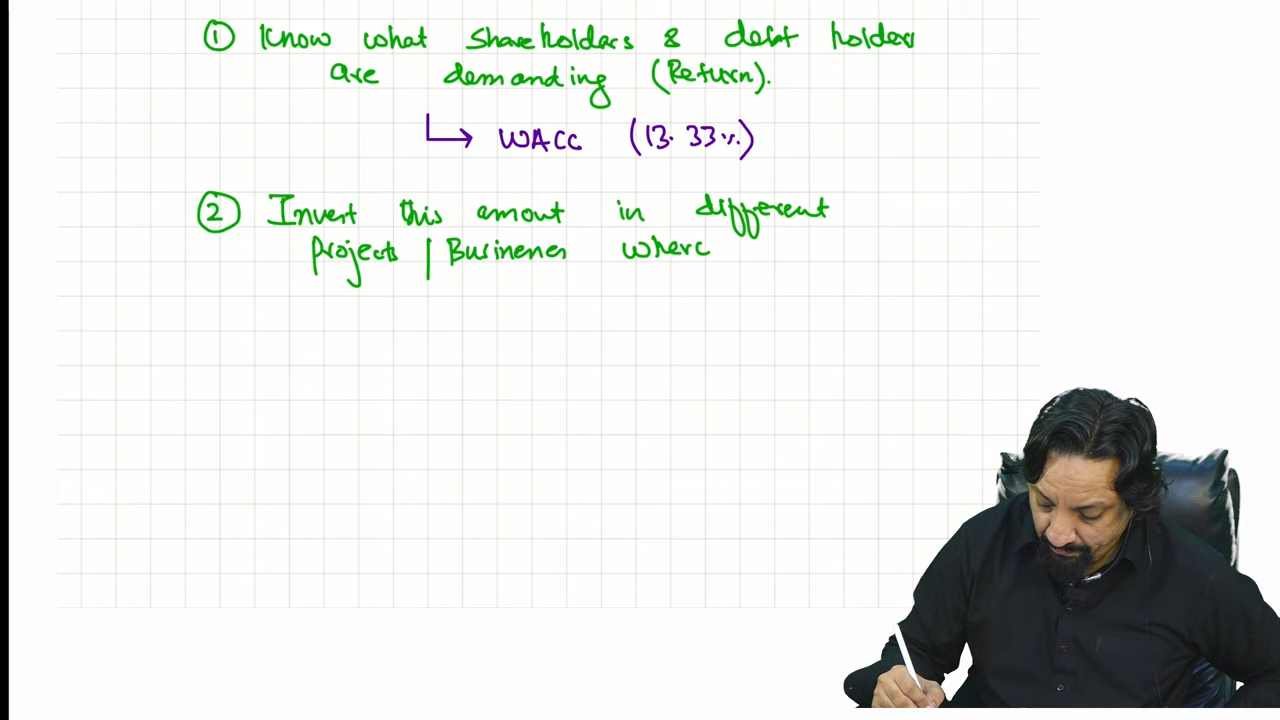 ① Know what shareholders & debt holders
are demanding (Return).
↳ WACC (13.33%)
② Invest this amout in different
projects | Businesses where